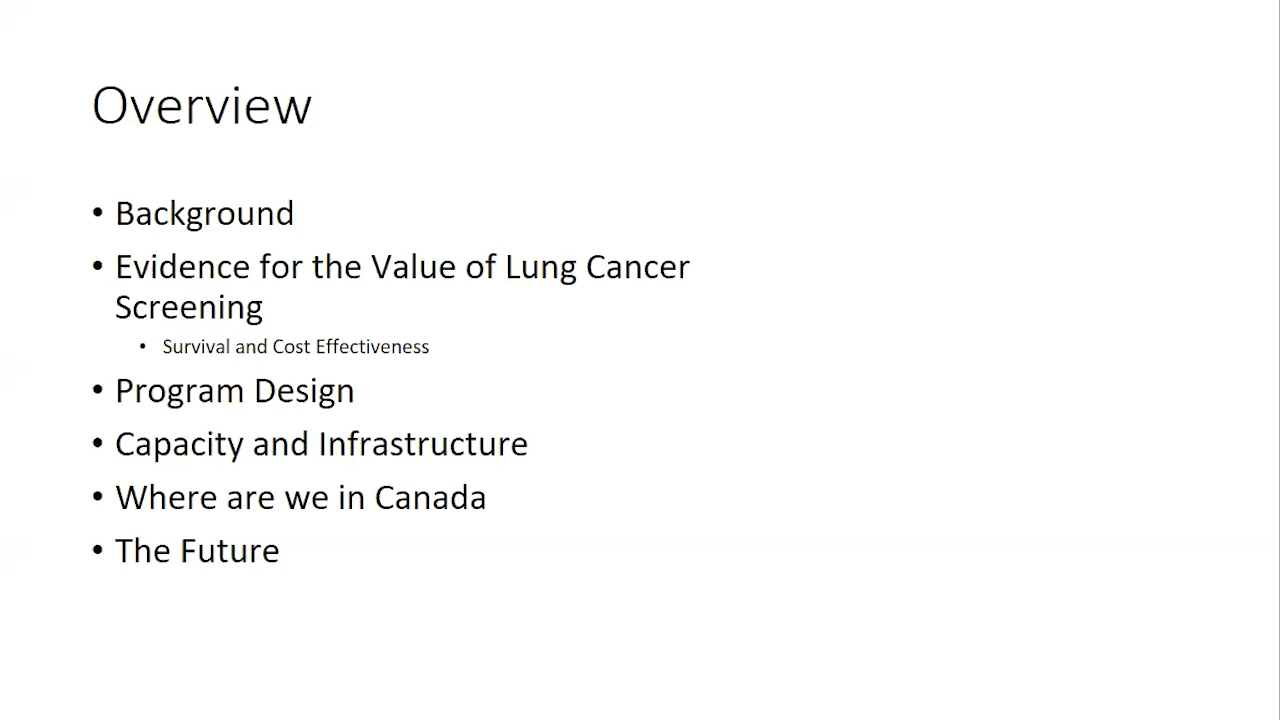 Overview
• Background
• Evidence for the Value of Lung Cancer
Screening
• Survival and Cost Effectiveness
• Program Design
• Capacity and Infrastructure
• Where are we in Canada
• The Future